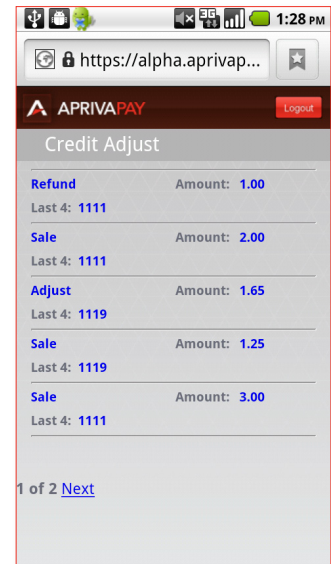 3G 1:28 PM
https://alpha.aprivap...
APRIVAPAY Logout
Credit Adjust
Refund Amount: 1.00
Last 4: 1111
Sale Amount: 2.00
Last 4: 1111
Adjust Amount: 1.65
Last 4: 1119
Sale Amount: 1.25
Last 4: 1119
Sale Amount: 3.00
Last 4: 1111
1 of 2 Next